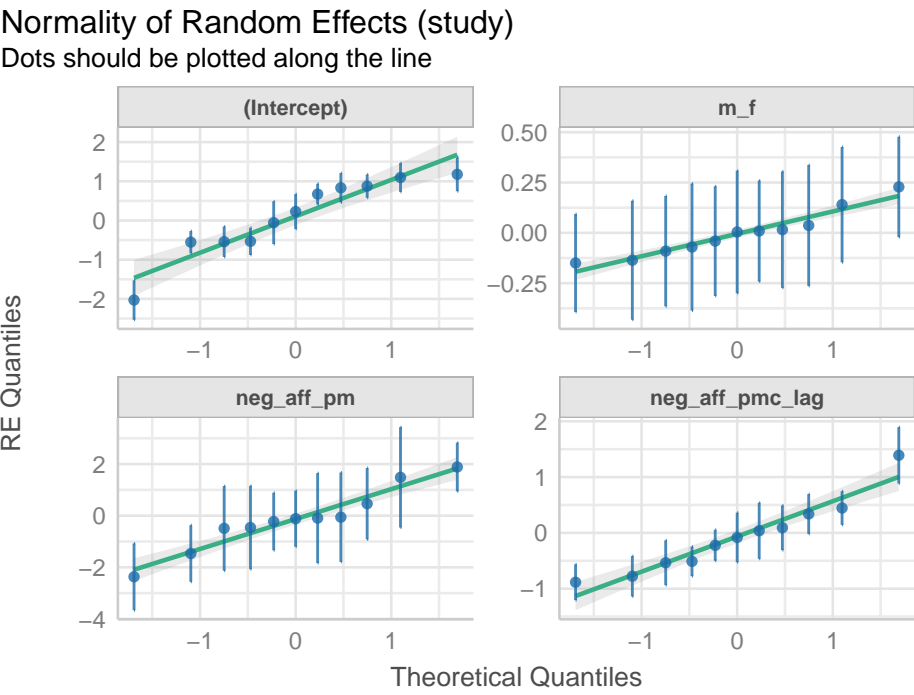 Normality of Random Effects (study)
Dots should be plotted along the line
(Intercept)
m_f
2
1
0
−1
−2
0.50
0.25
0.00
−0.25
−1 0 1
−1 0 1
neg_aff_pm
neg_aff_pmc_lag
2
0
−2
−4
2
1
0
−1
−1 0 1
−1 0 1
RE Quantiles
Theoretical Quantiles